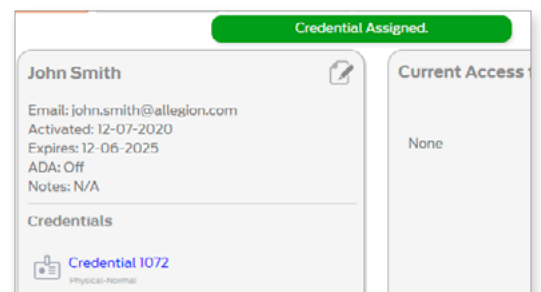 Credential Assigned.
John Smith
Email: john.smith@allegion.com
Activated: 12-07-2020
Expires: 12-06-2025
ADA: Off
Notes: N/A
Credentials
Credential 1072
Physical-Normal
Current Access
None